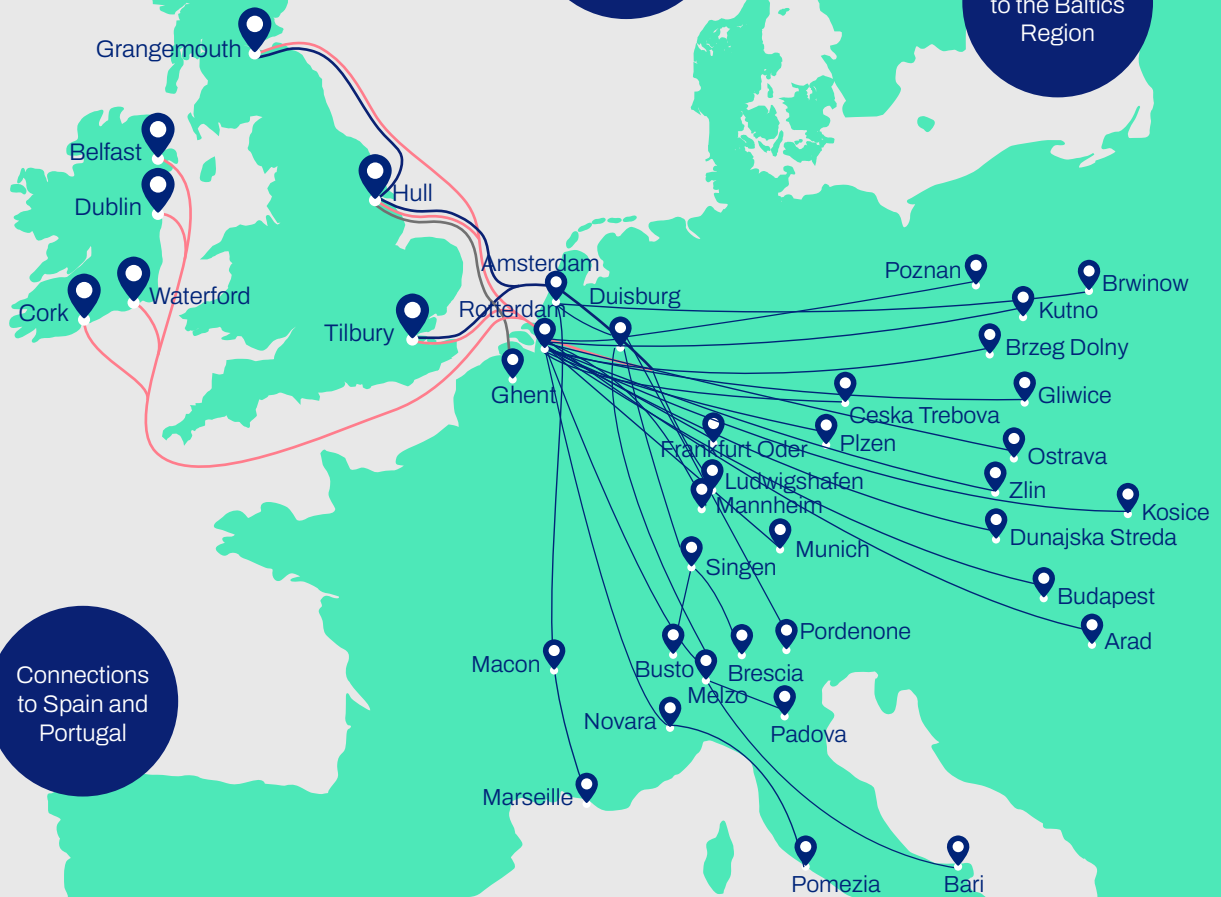 to the Baltics
Region
Grangemouth
Belfast
Hull
Dublin
Amsterdam
Poznan
Brwinow
Waterford
Duisburg
Cork
Rotterdam
Kutno
Tilbury
Brzeg Dolny
Ghent
Gliwice
Ceska Trebova
Plzen
Frankfurt Oder
Ostrava
Ludwigshafen
Zlin
Mannheim
Kosice
Dunajska Streda
Munich
Singen
Budapest
Pordenone
Arad
Macon
Busto
Brescia
Connections
to Spain and
Portugal
Melzo
Novara
Padova
Marseille
Pomezia
Bari